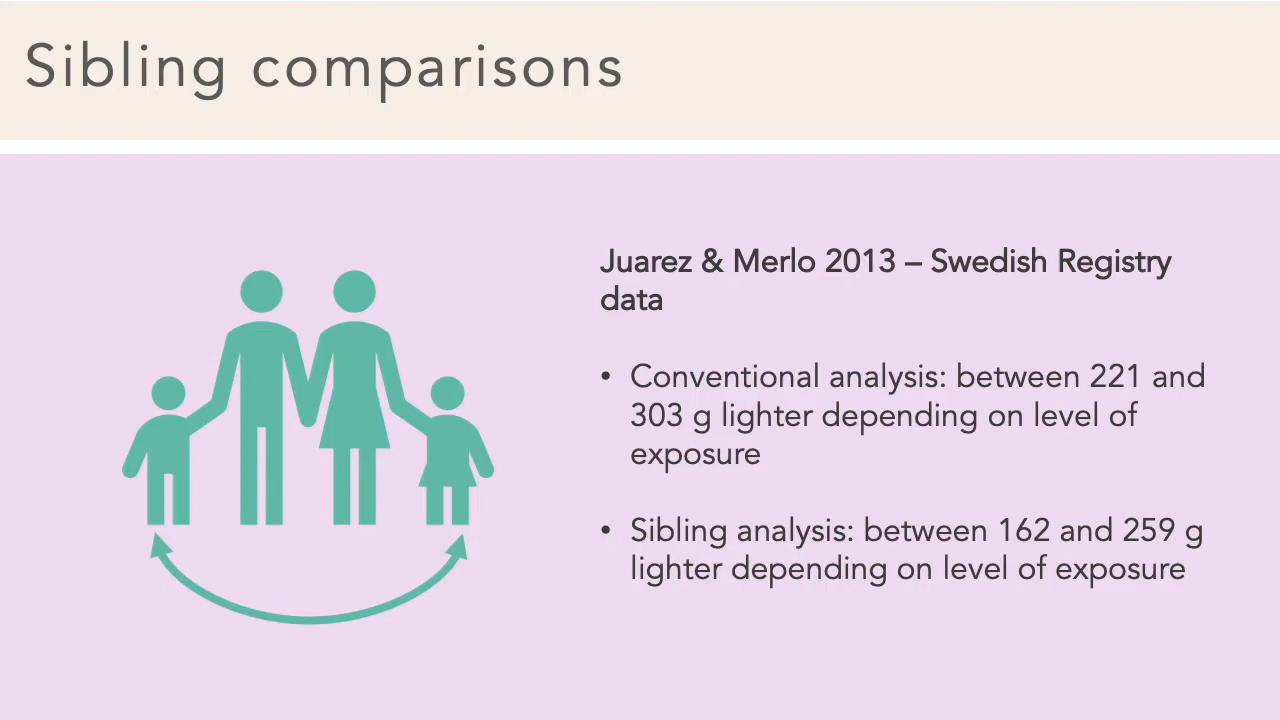 Sibling comparisons
Juarez & Merlo 2013 – Swedish Registry
data
• Conventional analysis: between 221 and
303 g lighter depending on level of
exposure
• Sibling analysis: between 162 and 259 g
lighter depending on level of exposure